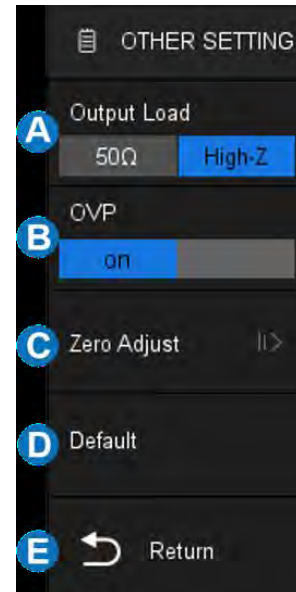 OTHER SETTING
A
Output Load
50Ω
High-Z
B
OVP
on
C
Zero Adjust
D
Default
E
Return